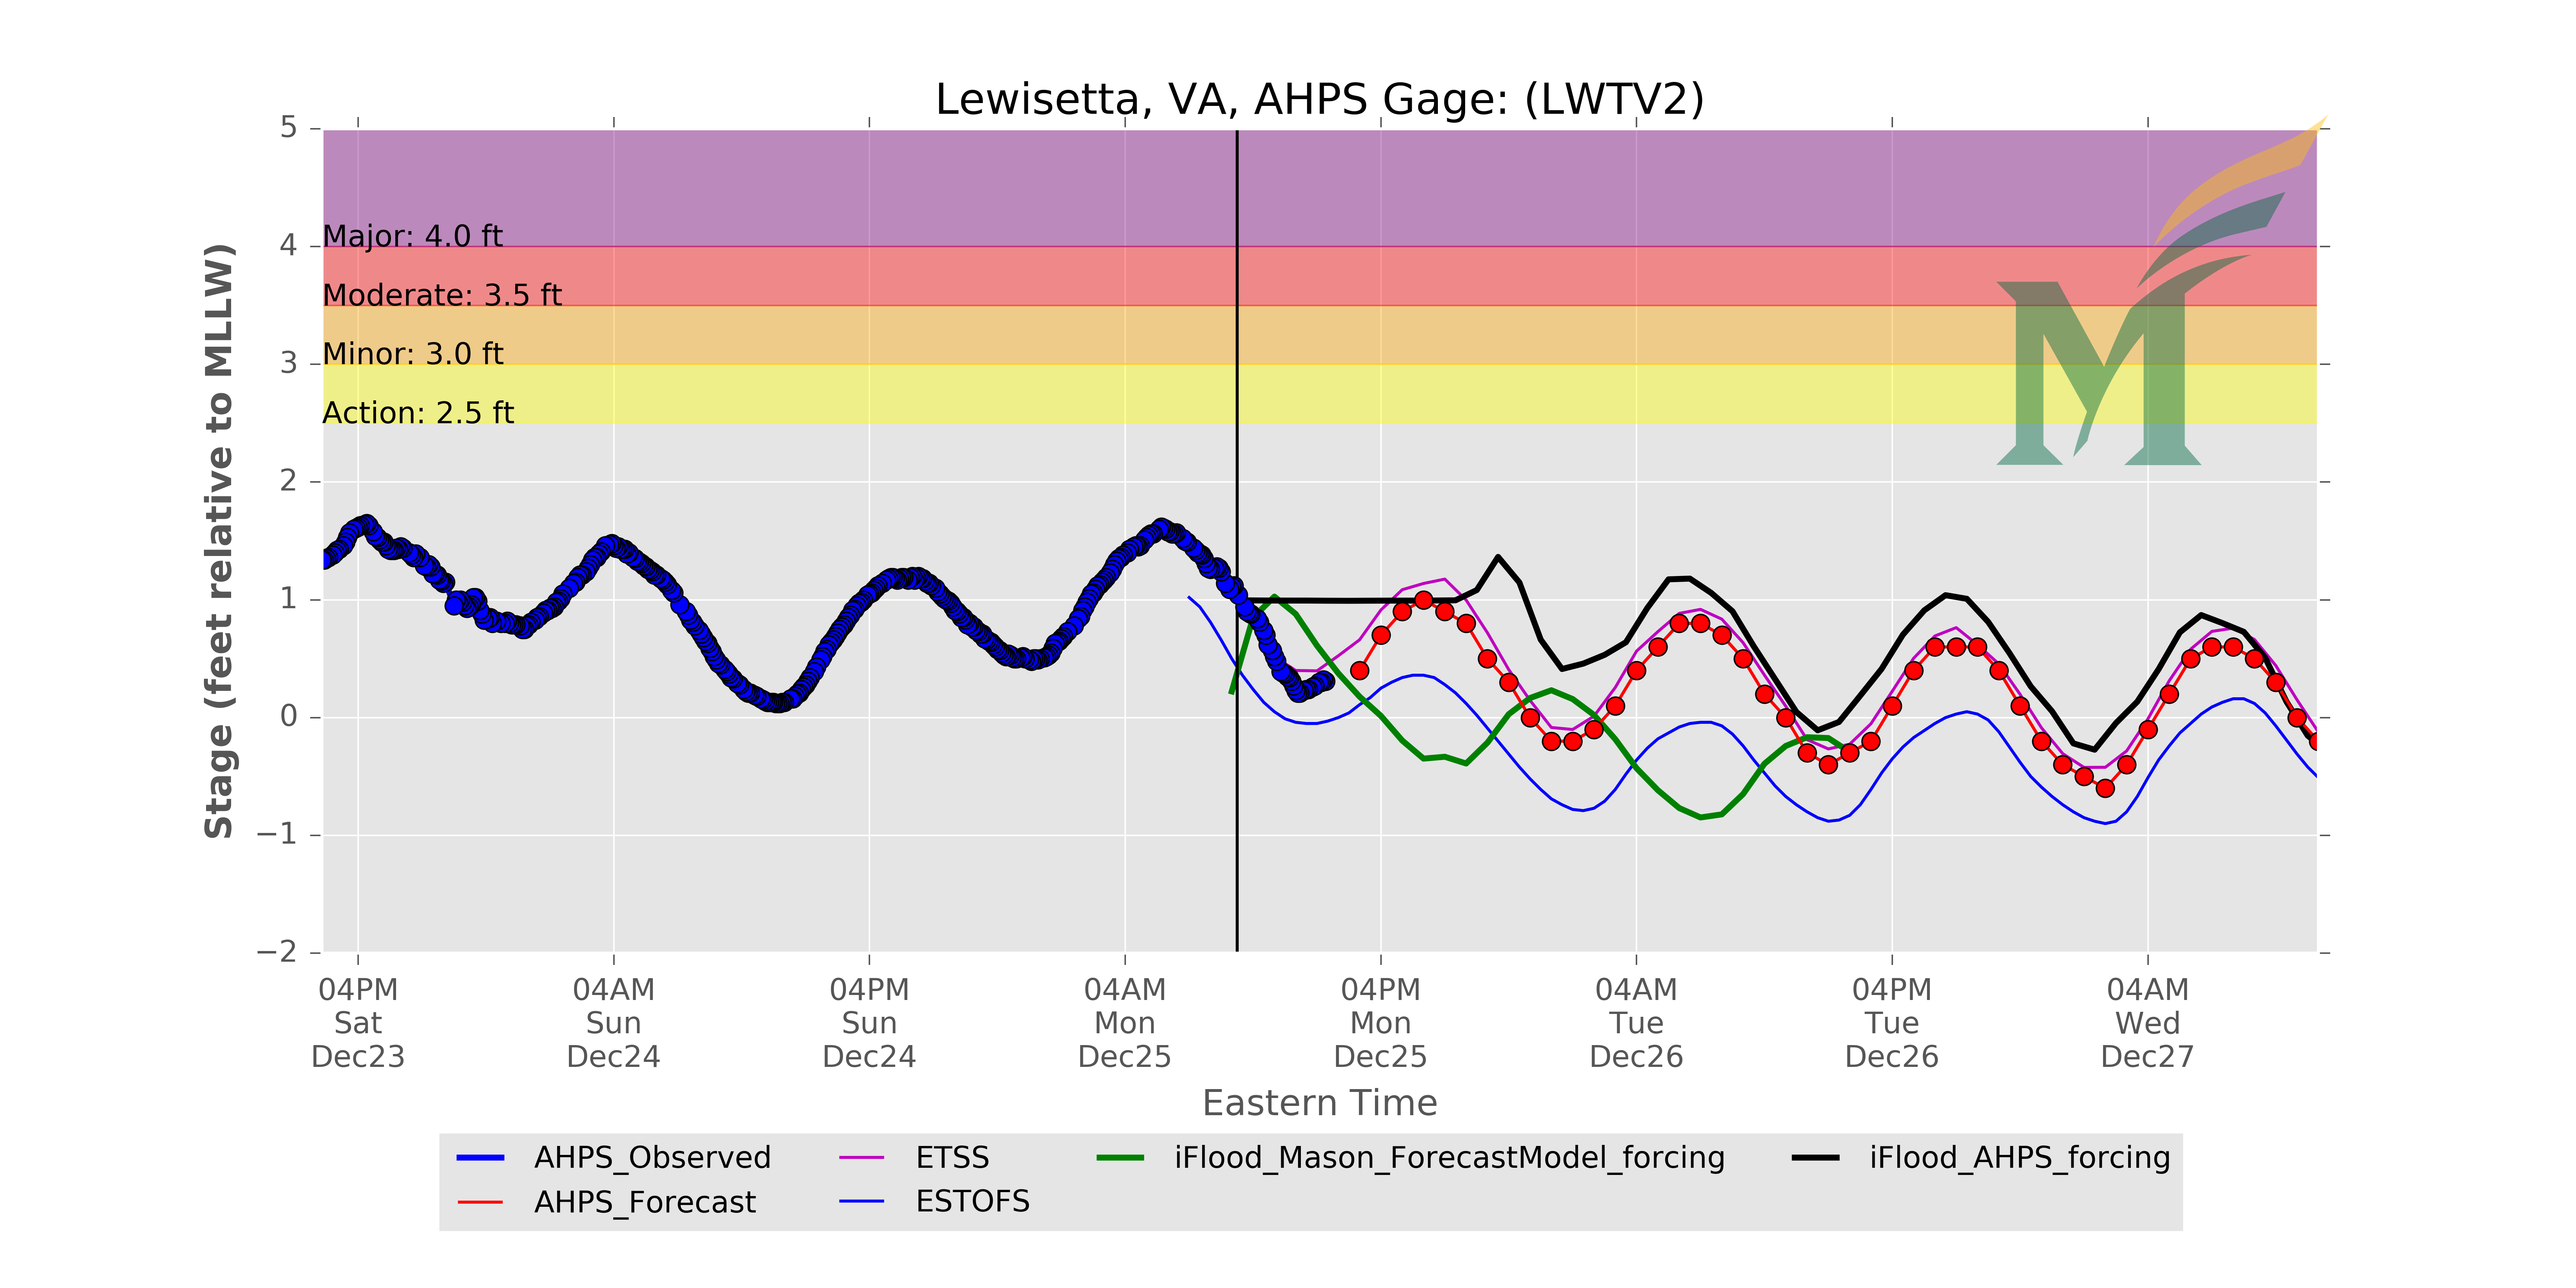 Lewisetta, VA, AHPS Gage: (LWTV2)
Stage (feet relative to MLLW)
5
4
3
2
1
0
−1
−2
Major: 4.0 ft
Moderate: 3.5 ft
Minor: 3.0 ft
Action: 2.5 ft
M
04PM 04AM 04PM 04AM 04PM 04AM 04PM 04AM
Sat Sun Sun Mon Mon Tue Tue Wed
Dec23 Dec24 Dec24 Dec25 Dec25 Dec26 Dec26 Dec27
Eastern Time
AHPS_Observed ETSS iFlood_Mason_ForecastModel_forcing iFlood_AHPS_forcing
AHPS_Forecast ESTOFS